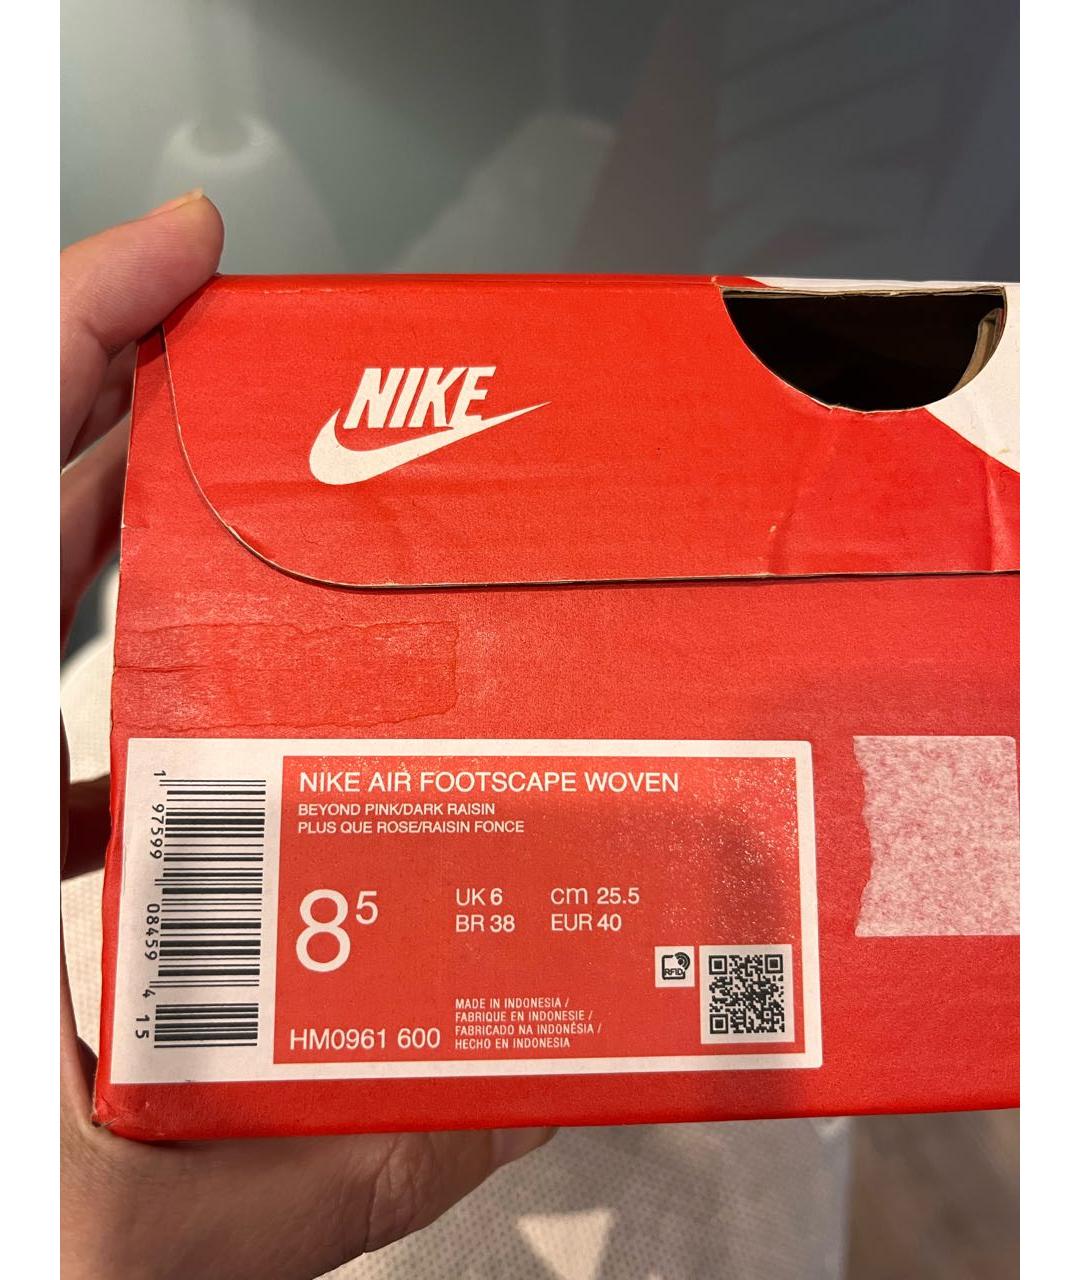 NIKE
NIKE AIR FOOTSCAPE WOVEN
BEYOND PINK/DARK RAISIN
PLUS QUE ROSE/RAISIN FONCE
8⁵
UK 6 cm 25.5
BR 38 EUR 40
RFID
MADE IN INDONESIA /
FABRIQUE EN INDONESIE /
FABRICADO NA INDONÉSIA /
HECHO EN INDONESIA
HM0961 600
1 97599 08459 4 15